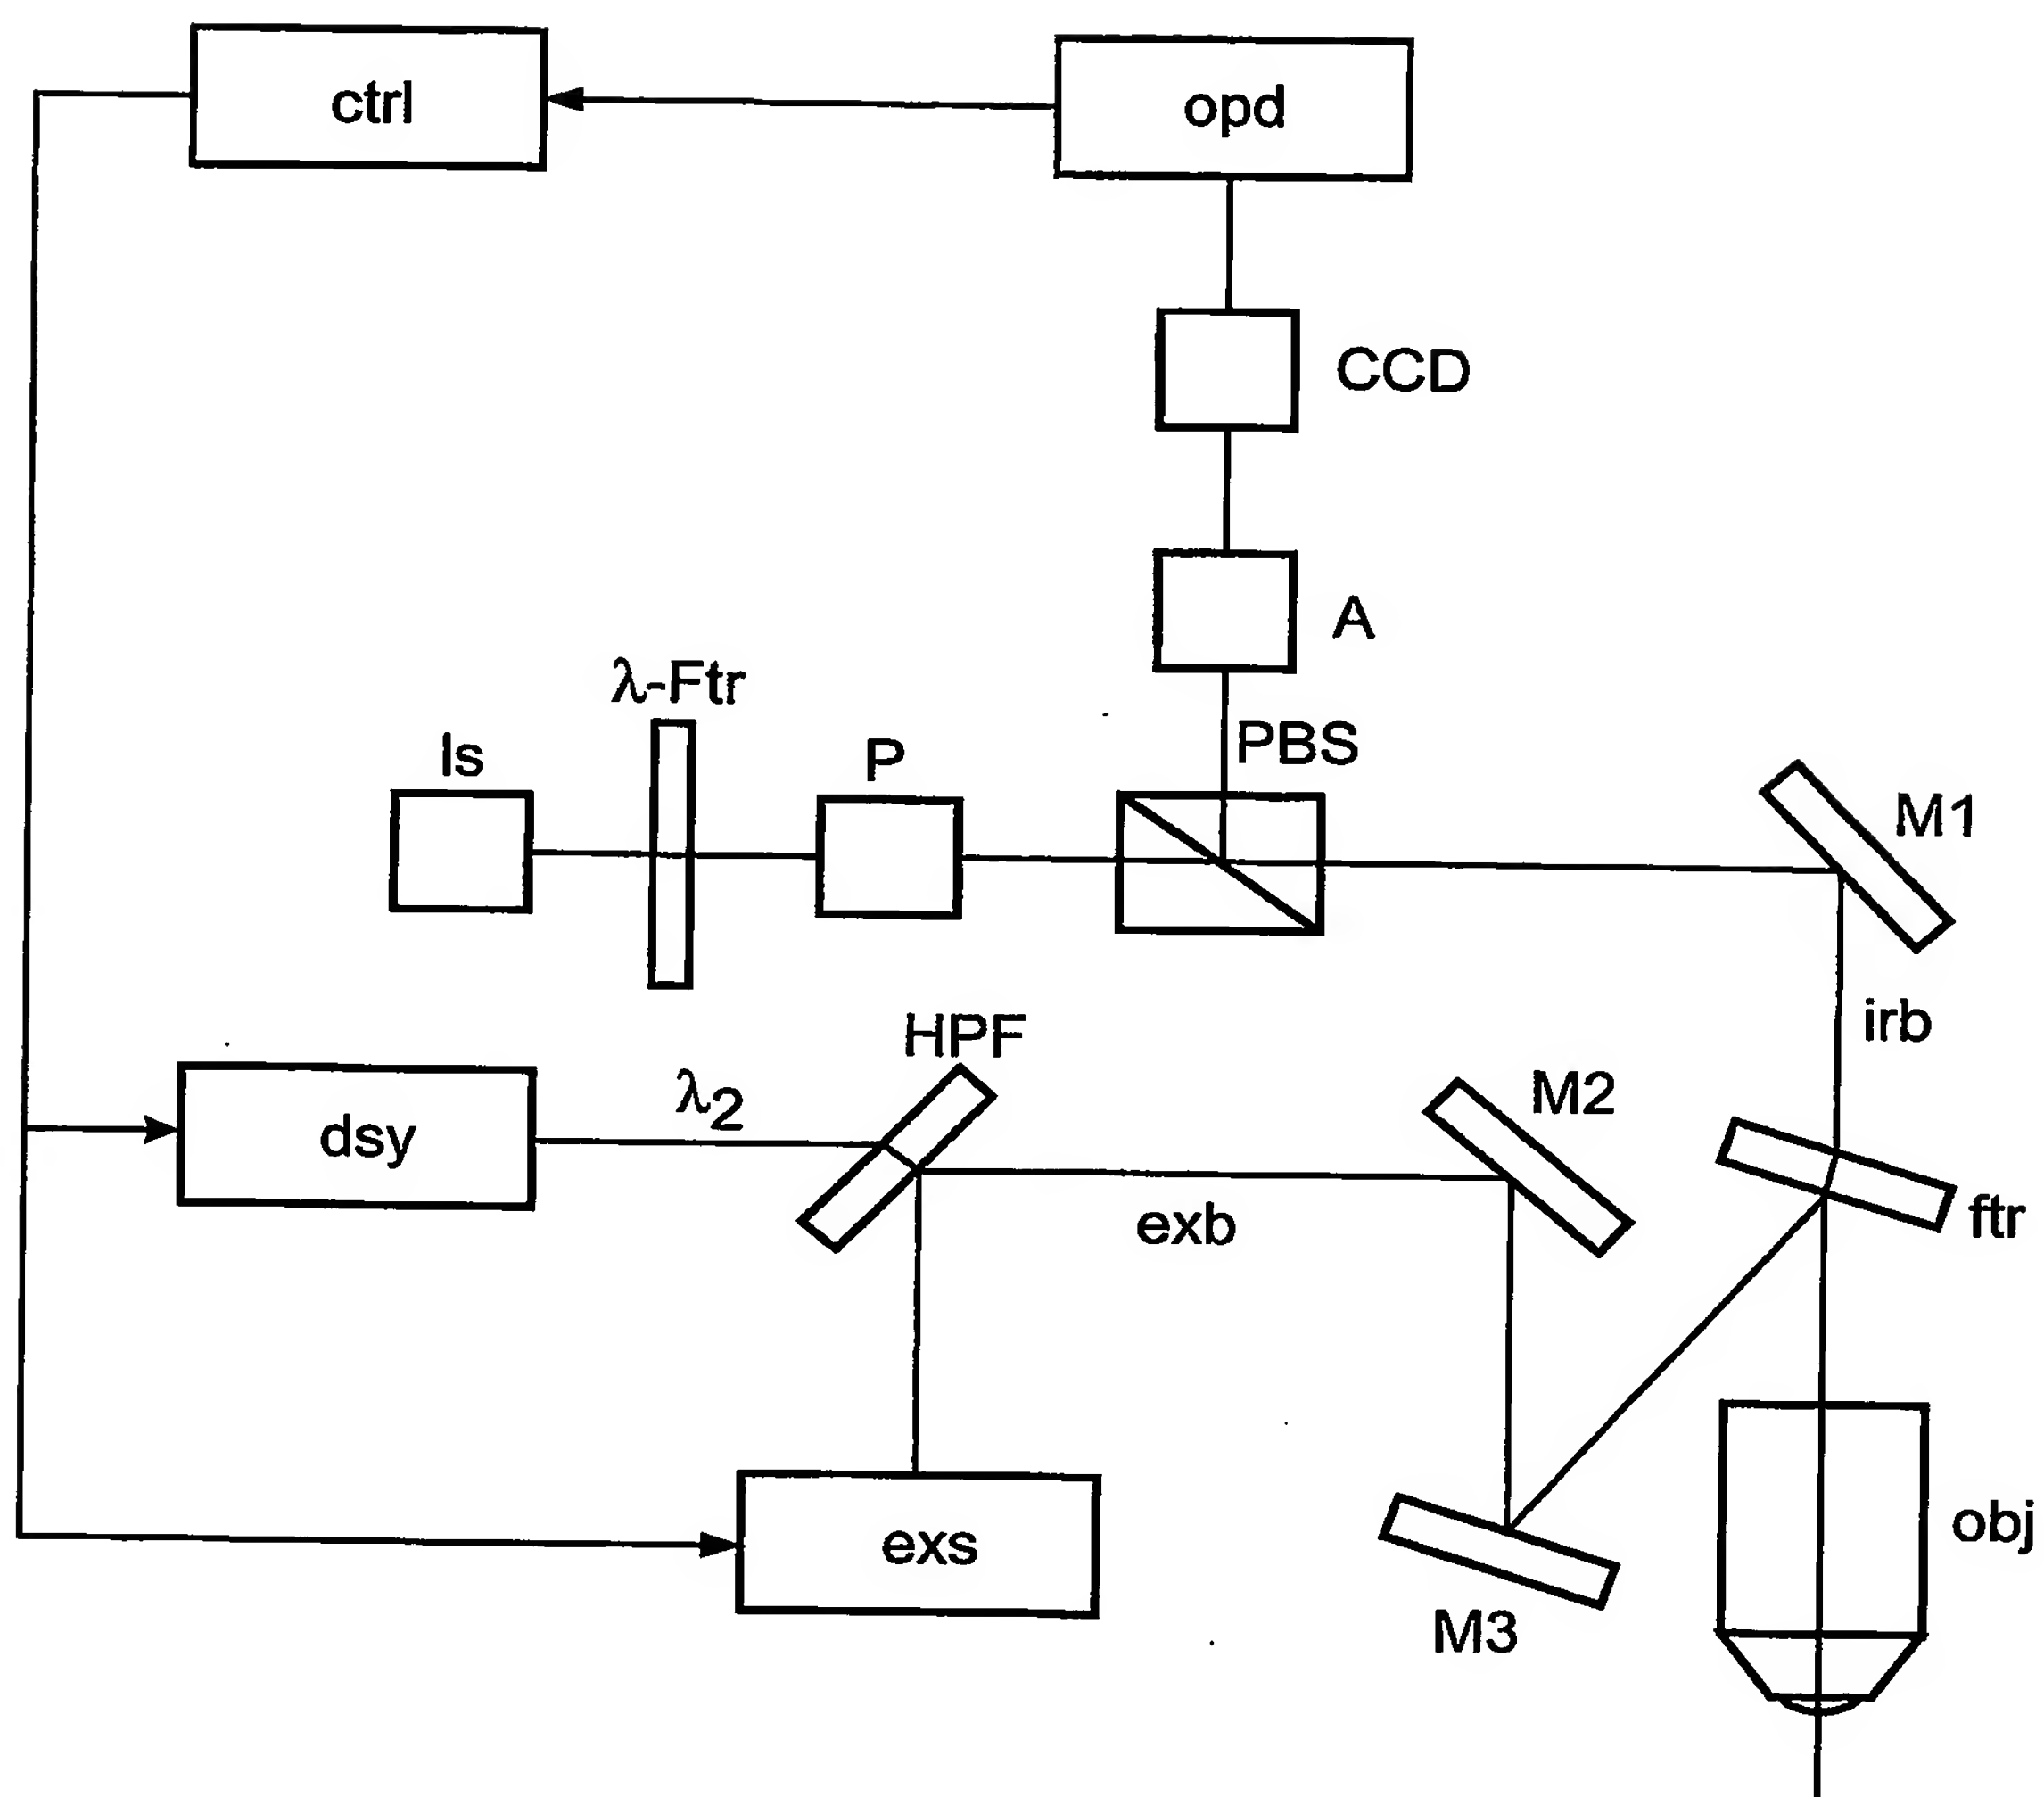 ctrl
opd
CCD
A
λ-Ftr
PBS
ls
P
M1
irb
HPF
λ2
M2
dsy
ftr
exb
exs
obj
M3